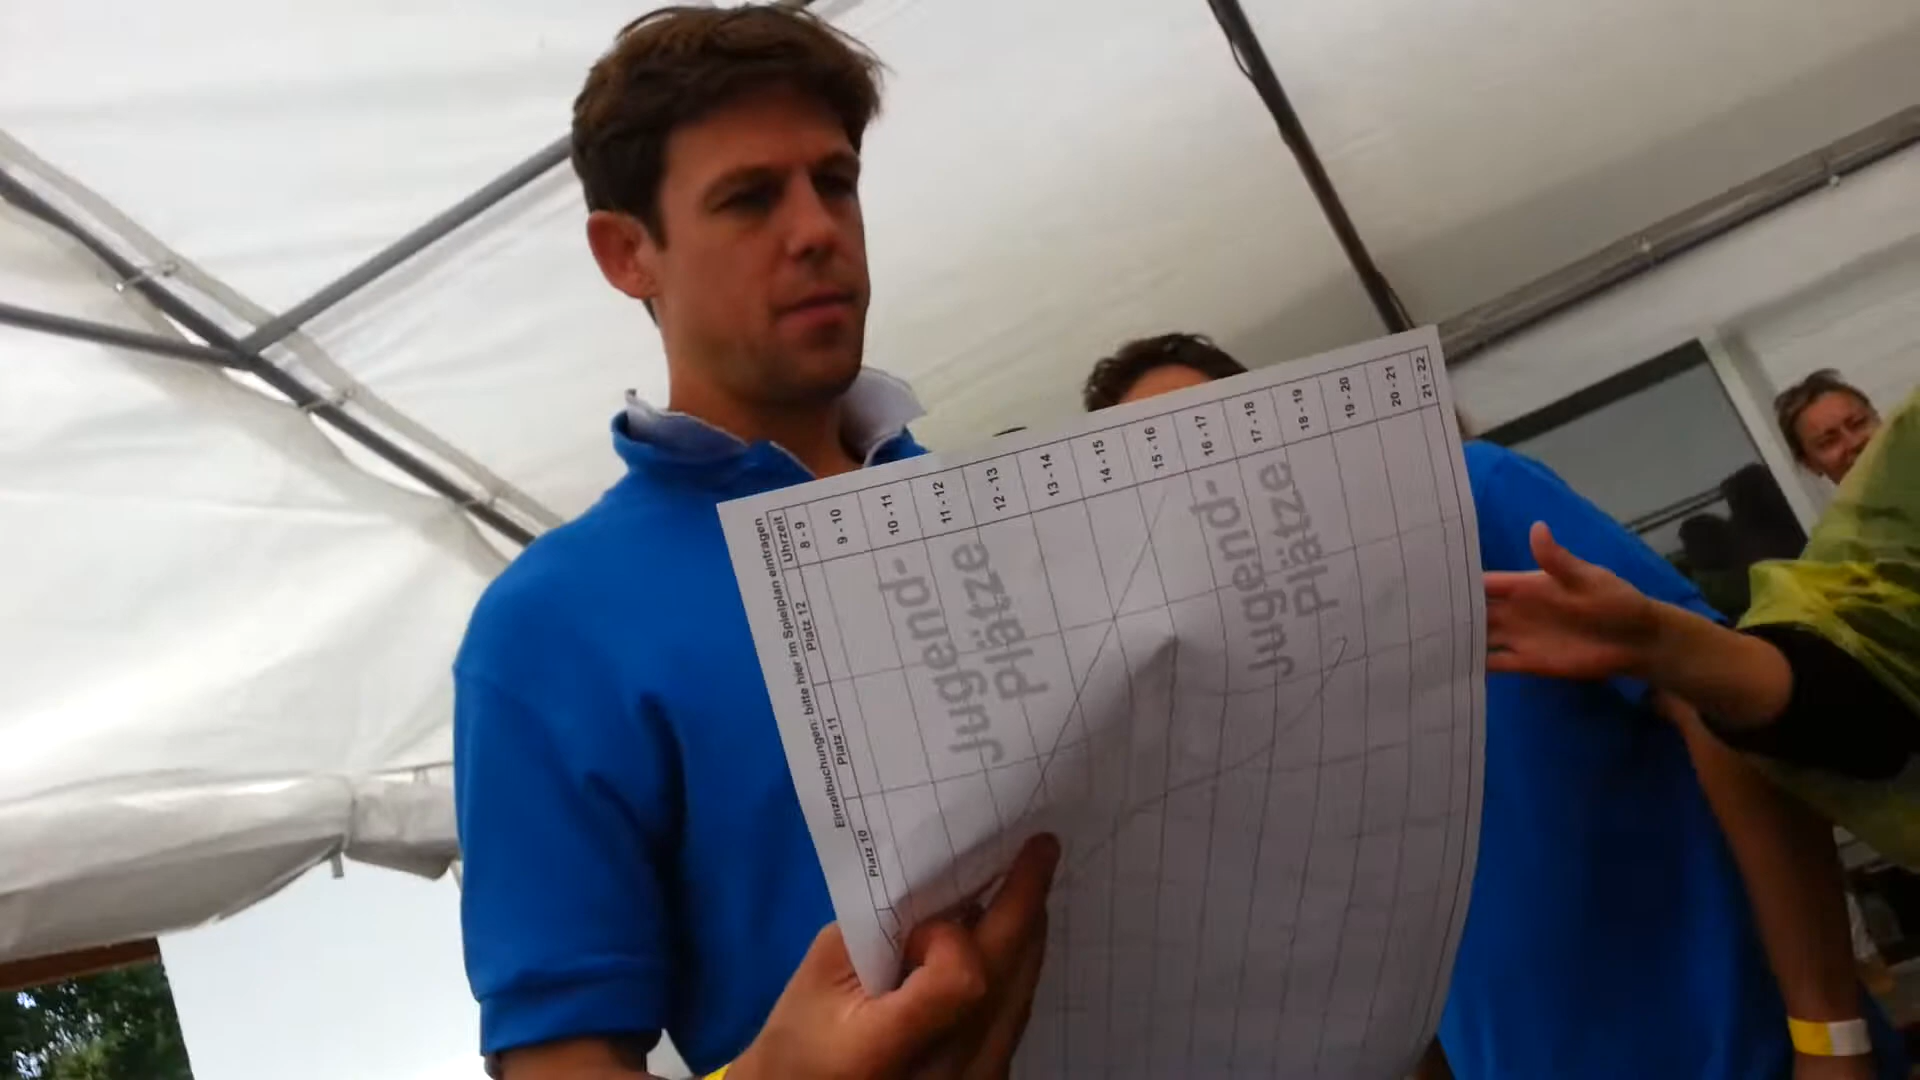 Einzelbuchungen: bitte hier im Spielplan eintragen
Platz 10 Platz 11 Platz 12 Uhrzeit
8 - 9
9 - 10
10 - 11
11 - 12
12 - 13
13 - 14
14 - 15
15 - 16
16 - 17
17 - 18
18 - 19
19 - 20
20 - 21
21 - 22
Jugend-
Plätze
Jugend-
Plätze